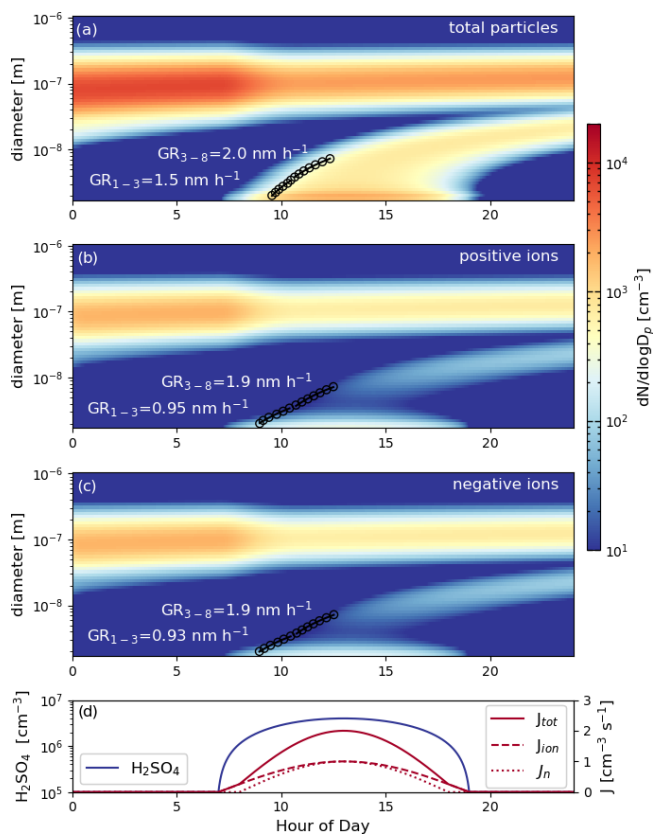 (a) total particles
10⁻⁶
10⁻⁷
10⁻⁸
diameter [m]
GR₃₋₈=2.0 nm h⁻¹
GR₁₋₃=1.5 nm h⁻¹
0 5 10 15 20
(b) positive ions
10⁻⁶
10⁻⁷
10⁻⁸
diameter [m]
GR₃₋₈=1.9 nm h⁻¹
GR₁₋₃=0.95 nm h⁻¹
0 5 10 15 20
(c) negative ions
10⁻⁶
10⁻⁷
10⁻⁸
diameter [m]
GR₃₋₈=1.9 nm h⁻¹
GR₁₋₃=0.93 nm h⁻¹
0 5 10 15 20
10⁴
10³
10²
10¹
dN/dlogDₚ [cm⁻³]
(d)
10⁷
10⁶
10⁵
H₂SO₄ [cm⁻³]
H₂SO₄
J_tot
J_ion
J_n
3
2
1
0
J [cm⁻³ s⁻¹]
0 5 10 15 20
Hour of Day